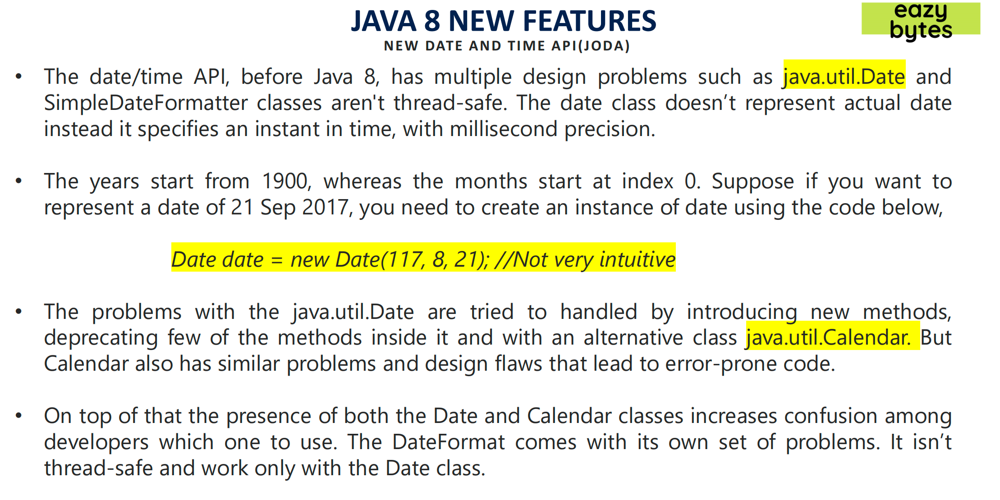 JAVA 8 NEW FEATURES
eazy
bytes
NEW DATE AND TIME API(JODA)
• The date/time API, before Java 8, has multiple design problems such as java.util.Date and
SimpleDateFormatter classes aren't thread-safe. The date class doesn’t represent actual date
instead it specifies an instant in time, with millisecond precision.
• The years start from 1900, whereas the months start at index 0. Suppose if you want to
represent a date of 21 Sep 2017, you need to create an instance of date using the code below,
Date date = new Date(117, 8, 21); //Not very intuitive
• The problems with the java.util.Date are tried to handled by introducing new methods,
deprecating few of the methods inside it and with an alternative class java.util.Calendar. But
Calendar also has similar problems and design flaws that lead to error-prone code.
• On top of that the presence of both the Date and Calendar classes increases confusion among
developers which one to use. The DateFormat comes with its own set of problems. It isn’t
thread-safe and work only with the Date class.